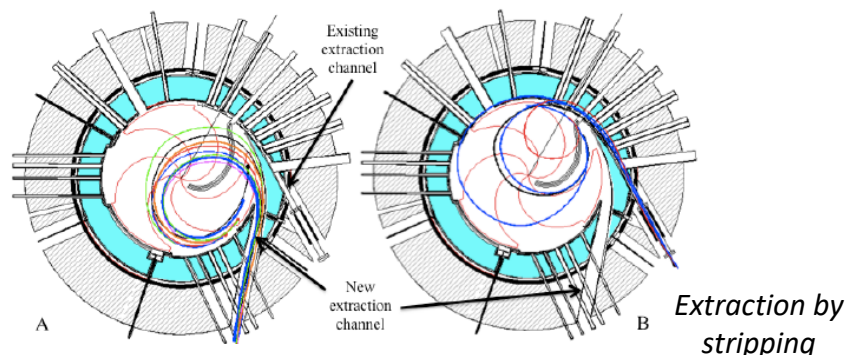 Existing
extraction
channel
New
extraction
channel
A
B
Extraction by
stripping